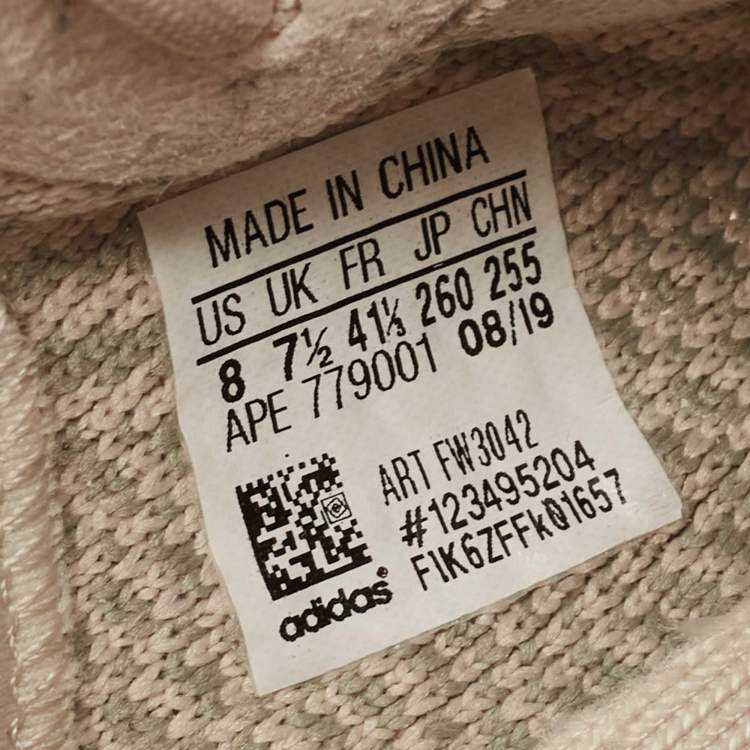 MADE IN CHINA
US UK FR JP CHN
8 7½ 41⅓ 260 255
APE 779001 08/19
ART FW3042
#123495204
F1K6ZFFKQ1657
adidas®